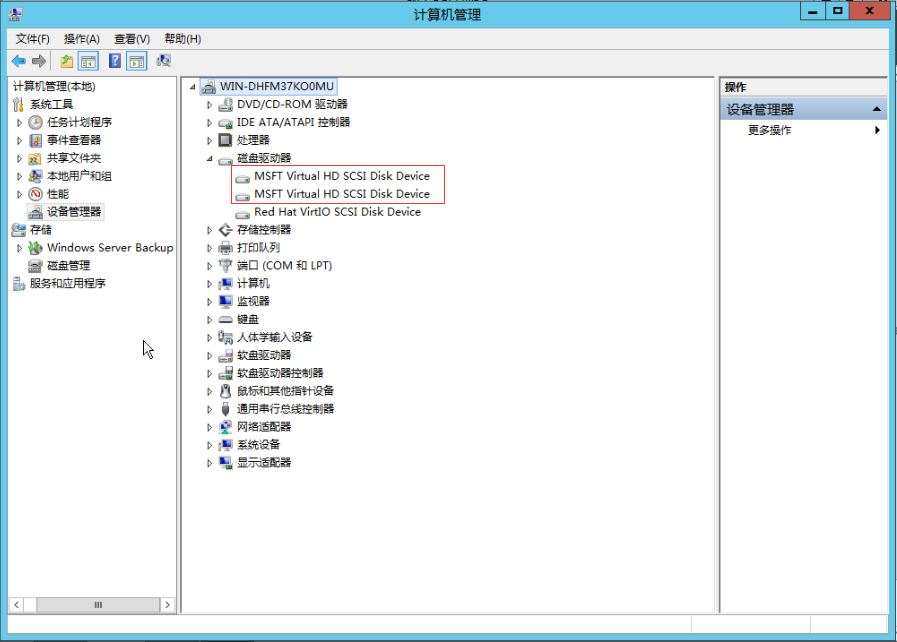 计算机管理
文件(F) 操作(A) 查看(V) 帮助(H)
计算机管理(本地)
系统工具
任务计划程序
事件查看器
共享文件夹
本地用户和组
性能
设备管理器
存储
Windows Server Backup
磁盘管理
服务和应用程序
WIN-DHFM37KO0MU
DVD/CD-ROM 驱动器
IDE ATA/ATAPI 控制器
处理器
磁盘驱动器
MSFT Virtual HD SCSI Disk Device
MSFT Virtual HD SCSI Disk Device
Red Hat VirtIO SCSI Disk Device
存储控制器
打印队列
端口 (COM 和 LPT)
计算机
监视器
键盘
人体学输入设备
软盘驱动器
软盘驱动器控制器
鼠标和其他指针设备
通用串行总线控制器
网络适配器
系统设备
显示适配器
操作
设备管理器
更多操作